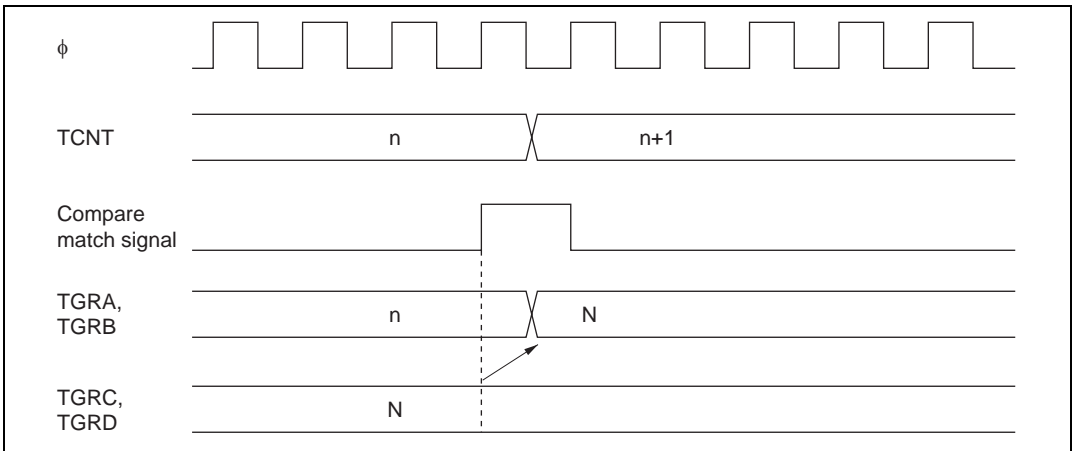 ϕ
TCNT
n
n+1
Compare
match signal
TGRA,
TGRB
n
N
TGRC,
TGRD
N